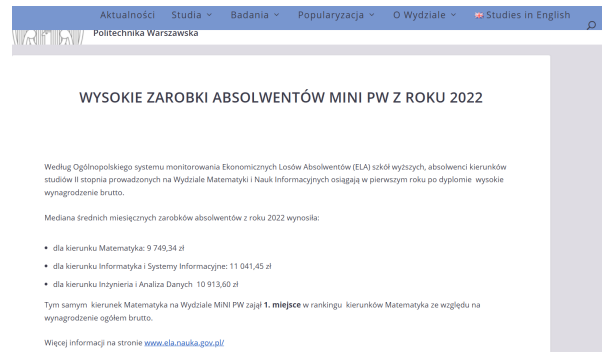 Aktualności Studia Badania Popularyzacja O Wydziale Studies in English
Politechnika Warszawska
WYSOKIE ZAROBKI ABSOLWENTÓW MINI PW Z ROKU 2022
Według Ogólnopolskiego systemu monitorowania Ekonomicznych Losów Absolwentów (ELA) szkół wyższych, absolwenci kierunków
studiów II stopnia prowadzonych na Wydziale Matematyki i Nauk Informacyjnych osiągają w pierwszym roku po dyplomie wysokie
wynagrodzenie brutto.
Mediana średnich miesięcznych zarobków absolwentów z roku 2022 wynosiła:
• dla kierunku Matematyka: 9 749,34 zł
• dla kierunku Informatyka i Systemy Informacyjne: 11 041,45 zł
• dla kierunku Inżynieria i Analiza Danych 10 913,60 zł
Tym samym kierunek Matematyka na Wydziale MiNI PW zajął 1. miejsce w rankingu kierunków Matematyka ze względu na
wynagrodzenie ogółem brutto.
Więcej informacji na stronie www.ela.nauka.gov.pl/